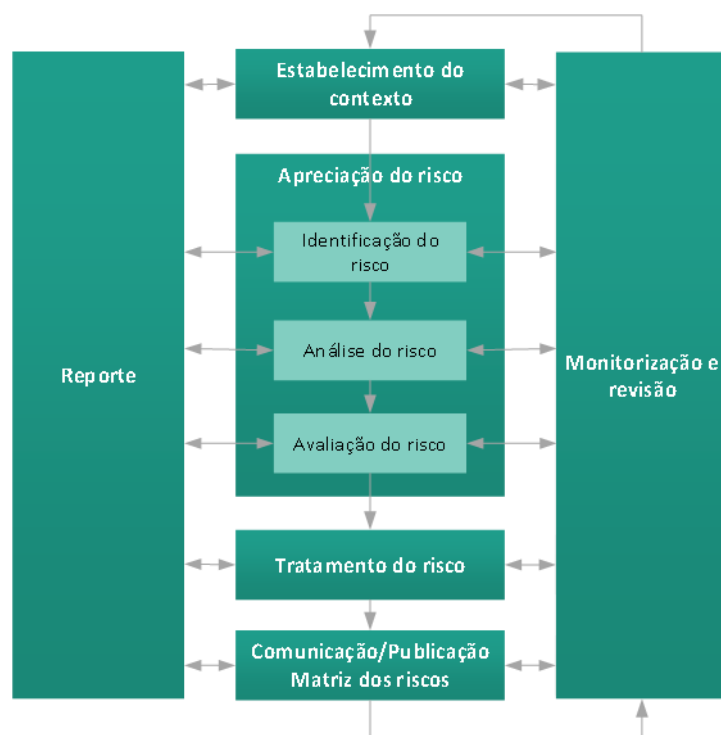 Estabelecimento do
contexto
Apreciação do risco
Identificação do
risco
Análise do risco
Reporte
Monitorização e
revisão
Avaliação do risco
Tratamento do risco
Comunicação/Publicação
Matriz dos riscos